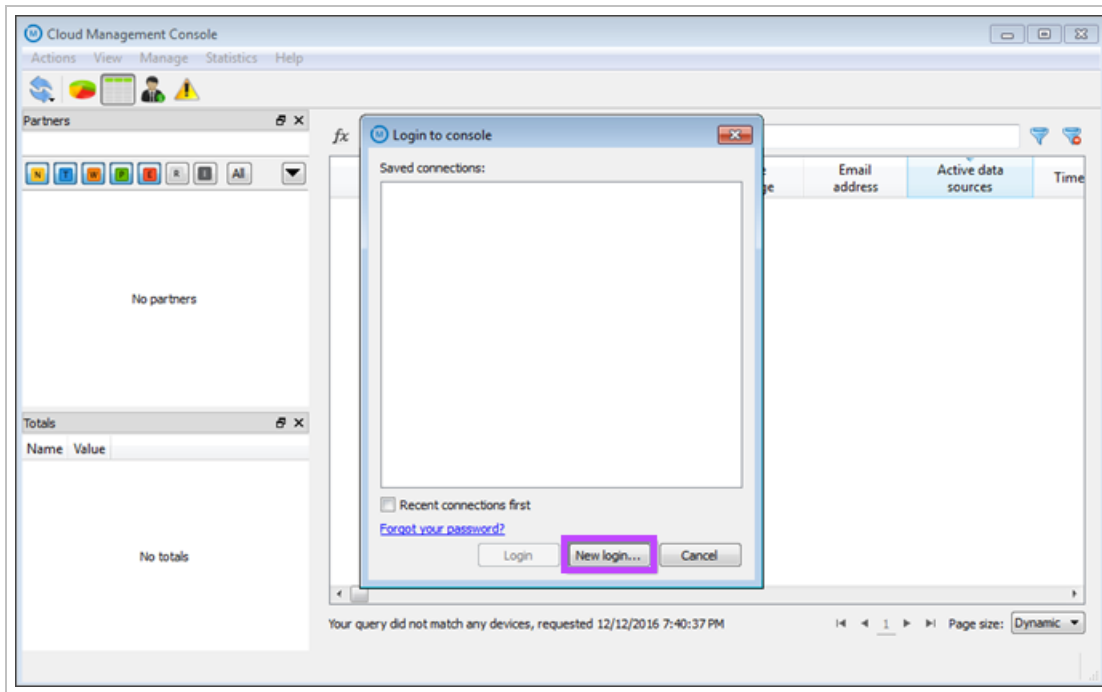 Cloud Management Console
Actions View Manage Statistics Help
Partners
fx
Login to console
N T W P E R I All
Saved connections:
Email address
Active data sources
Time
No partners
Totals
Name Value
No totals
Recent connections first
Forgot your password?
Login New login... Cancel
Your query did not match any devices, requested 12/12/2016 7:40:37 PM
1
Page size: Dynamic